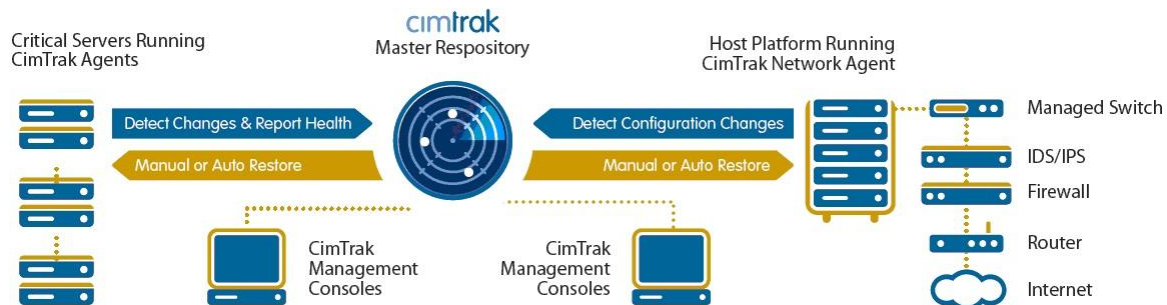 cimtrak
Master Respository
Critical Servers Running
CimTrak Agents
Host Platform Running
CimTrak Network Agent
Detect Changes & Report Health
Manual or Auto Restore
Detect Configuration Changes
Manual or Auto Restore
Managed Switch
IDS/IPS
Firewall
Router
Internet
CimTrak
Management
Consoles
CimTrak
Management
Consoles